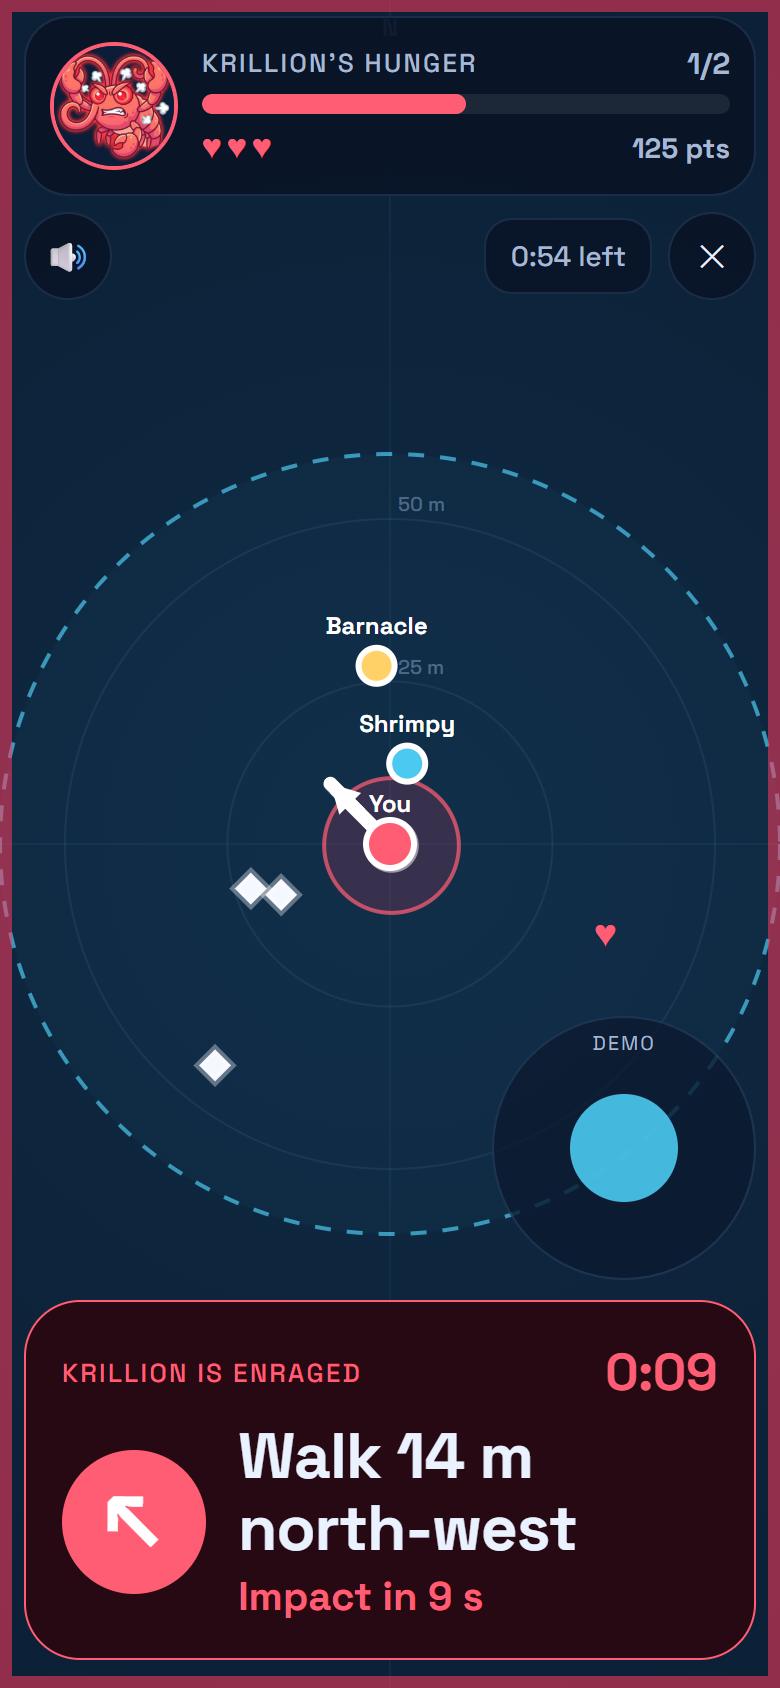 N
KRILLION'S HUNGER
1/2
125 pts
0:54 left
50 m
Barnacle
25 m
Shrimpy
You
DEMO
KRILLION IS ENRAGED
0:09
Walk 14 m
north-west
Impact in 9 s